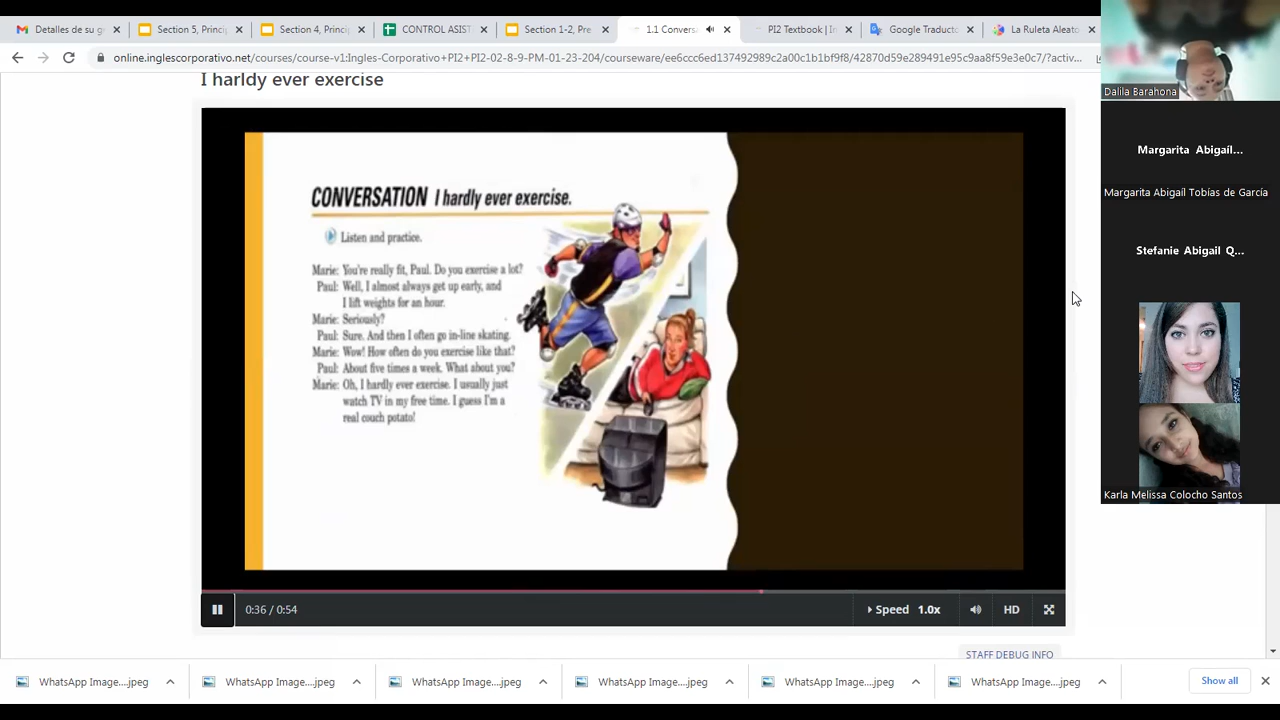 Detalles de su g
Section 5, Princi
Section 4, Princi
CONTROL ASIST
Section 1-2, Pre
1.1 Conversa
PI2 Textbook | I
Google Traducto
La Ruleta Aleato
online.inglescorporativo.net/courses/course-v1:Ingles-Corporativo+PI2+PI2-02-8-9-PM-01-23-204/courseware/ee6ccc6ed137492989c2a00c1b1bf9f8/42870d59e289491e95c9aa8f59e3e0c7/?activ...
I harldy ever exercise
CONVERSATION I hardly ever exercise.
Listen and practice.
Marie: You're really fit, Paul. Do you exercise a lot?
Paul: Well, I almost always get up early, and
I lift weights for an hour.
Marie: Seriously?
Paul: Sure. And then I often go in-line skating.
Marie: Wow! How often do you exercise like that?
Paul: About five times a week. What about you?
Marie: Oh, I hardly ever exercise. I usually just
watch TV in my free time. I guess I'm a
real couch potato!
0:36 / 0:54
Speed 1.0x
HD
STAFF DEBUG INFO
Dalila Barahona
Margarita Abigaíl...
Margarita Abigaíl Tobías de García
Stefanie Abigail Q...
Karla Melissa Colocho Santos
WhatsApp Image....jpeg
WhatsApp Image....jpeg
WhatsApp Image....jpeg
WhatsApp Image....jpeg
WhatsApp Image....jpeg
WhatsApp Image....jpeg
Show all